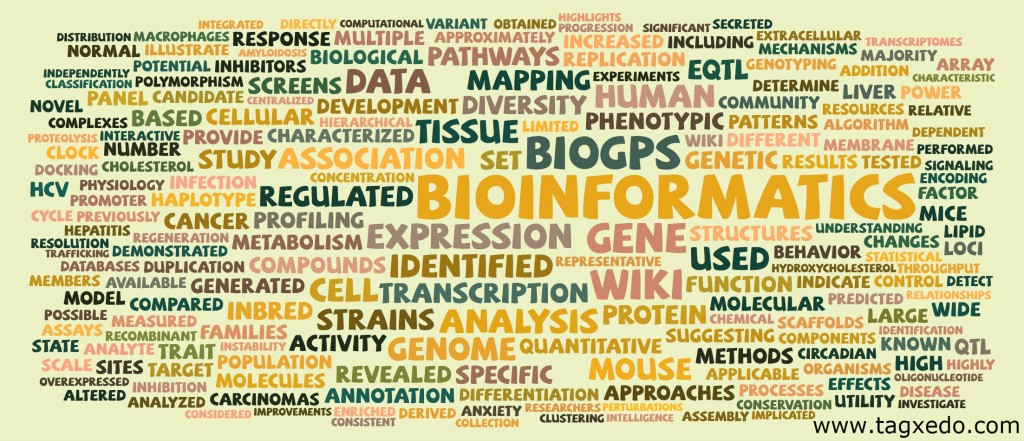 INTEGRATED DIRECTLY COMPUTATIONAL VARIANT OBTAINED HIGHLIGHTS
PROGRESSION SIGNIFICANT SECRETED
DISTRIBUTION MACROPHAGES RESPONSE MULTIPLE APPROXIMATELY INCREASED INCLUDING EXTRACELLULAR TRANSCRIPTOMES
NORMAL ILLUSTRATE AMYLOIDOSIS BIOLOGICAL PATHWAYS REPLICATION GENOTYPING MECHANISMS MAJORITY
INDEPENDENTLY POTENTIAL INHIBITORS DATA MAPPING EXPERIMENTS EQTL ADDITION ARRAY
CLASSIFICATION POLYMORPHISM SCREENS DETERMINE LIVER POWER CHARACTERISTIC
NOVEL PANEL CANDIDATE CENTRALIZED DEVELOPMENT DIVERSITY HUMAN COMMUNITY RESOURCES RELATIVE
COMPLEXES BASED CELLULAR HIERARCHICAL TISSUE LIMITED PHENOTYPIC PATTERNS ALGORITHM DEPENDENT
PROTEOLYSIS INTERACTIVE PROVIDE CHARACTERIZED WIKI DIFFERENT MEMBRANE PERFORMED
CLOCK NUMBER STUDY ASSOCIATION SET BIOGPS GENETIC RESULTS TESTED SIGNALING
DOCKING CHOLESTEROL CONCENTRATION ENCODING
HCV PHYSIOLOGY INFECTION REGULATED BIOINFORMATICS FACTOR
PROMOTER HAPLOTYPE MICE
CYCLE PREVIOUSLY CANCER PROFILING EXPRESSION GENE STRUCTURES UNDERSTANDING LIPID
HEPATITIS REGENERATION METABOLISM CHANGES LOCI
RESOLUTION TRAFFICKING DEMONSTRATED USED BEHAVIOR STATISTICAL
DATABASES DUPLICATION COMPOUNDS IDENTIFIED REPRESENTATIVE HYDROXYCHOLESTEROL THROUGHPUT
MEMBERS AVAILABLE GENERATED CELL TRANSCRIPTION WIKI FUNCTION INDICATE CONTROL DETECT
MODEL COMPARED INBRED MOLECULAR PREDICTED RELATIONSHIPS
POSSIBLE MEASURED STRAINS ANALYSIS PROTEIN CHEMICAL SCAFFOLDS LARGE WIDE
ASSAYS RECOMBINANT FAMILIES SUGGESTING COMPONENTS IDENTIFICATION
STATE ANALYTE TRAIT INSTABILITY ACTIVITY GENOME QUANTITATIVE METHODS CIRCADIAN KNOWN QTL
SCALE SITES TARGET POPULATION REVEALED SPECIFIC MOUSE APPLICABLE ORGANISMS HIGH HIGHLY
OVEREXPRESSED INHIBITION MOLECULES OLIGONUCLEOTIDE
ALTERED ANALYZED CARCINOMAS ANNOTATION DIFFERENTIATION APPROACHES PROCESSES EFFECTS DISEASE
CONSERVATION UTILITY INVESTIGATE
CONSIDERED IMPROVEMENTS ENRICHED DERIVED ANXIETY RESEARCHERS PERTURBATIONS ASSEMBLY IMPLICATED
CONSISTENT COLLECTION CLUSTERING INTELLIGENCE
www.tagxedo.com